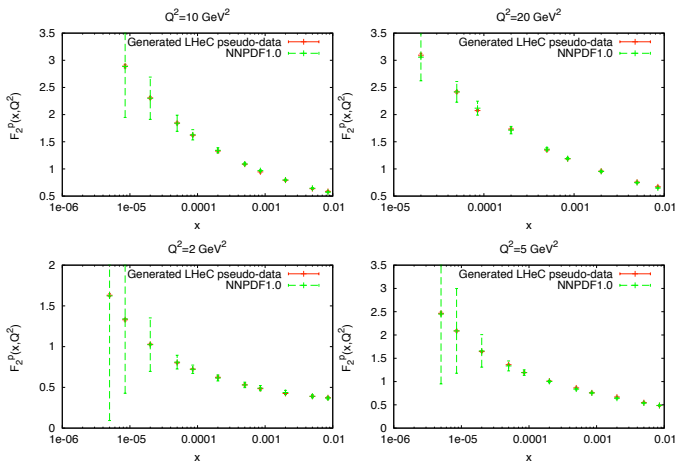 Q²=10 GeV²
Generated LHeC pseudo-data
NNPDF1.0
F₂ᵖ(x,Q²)
3.5
3
2.5
2
1.5
1
0.5
1e-06 1e-05 0.0001 0.001 0.01
x
Q²=20 GeV²
Generated LHeC pseudo-data
NNPDF1.0
F₂ᵖ(x,Q²)
3.5
3
2.5
2
1.5
1
0.5
1e-05 0.0001 0.001 0.01
x
Q²=2 GeV²
Generated LHeC pseudo-data
NNPDF1.0
F₂ᵖ(x,Q²)
2
1.5
1
0.5
0
1e-06 1e-05 0.0001 0.001 0.01
x
Q²=5 GeV²
Generated LHeC pseudo-data
NNPDF1.0
F₂ᵖ(x,Q²)
3.5
3
2.5
2
1.5
1
0.5
0
1e-06 1e-05 0.0001 0.001 0.01
x